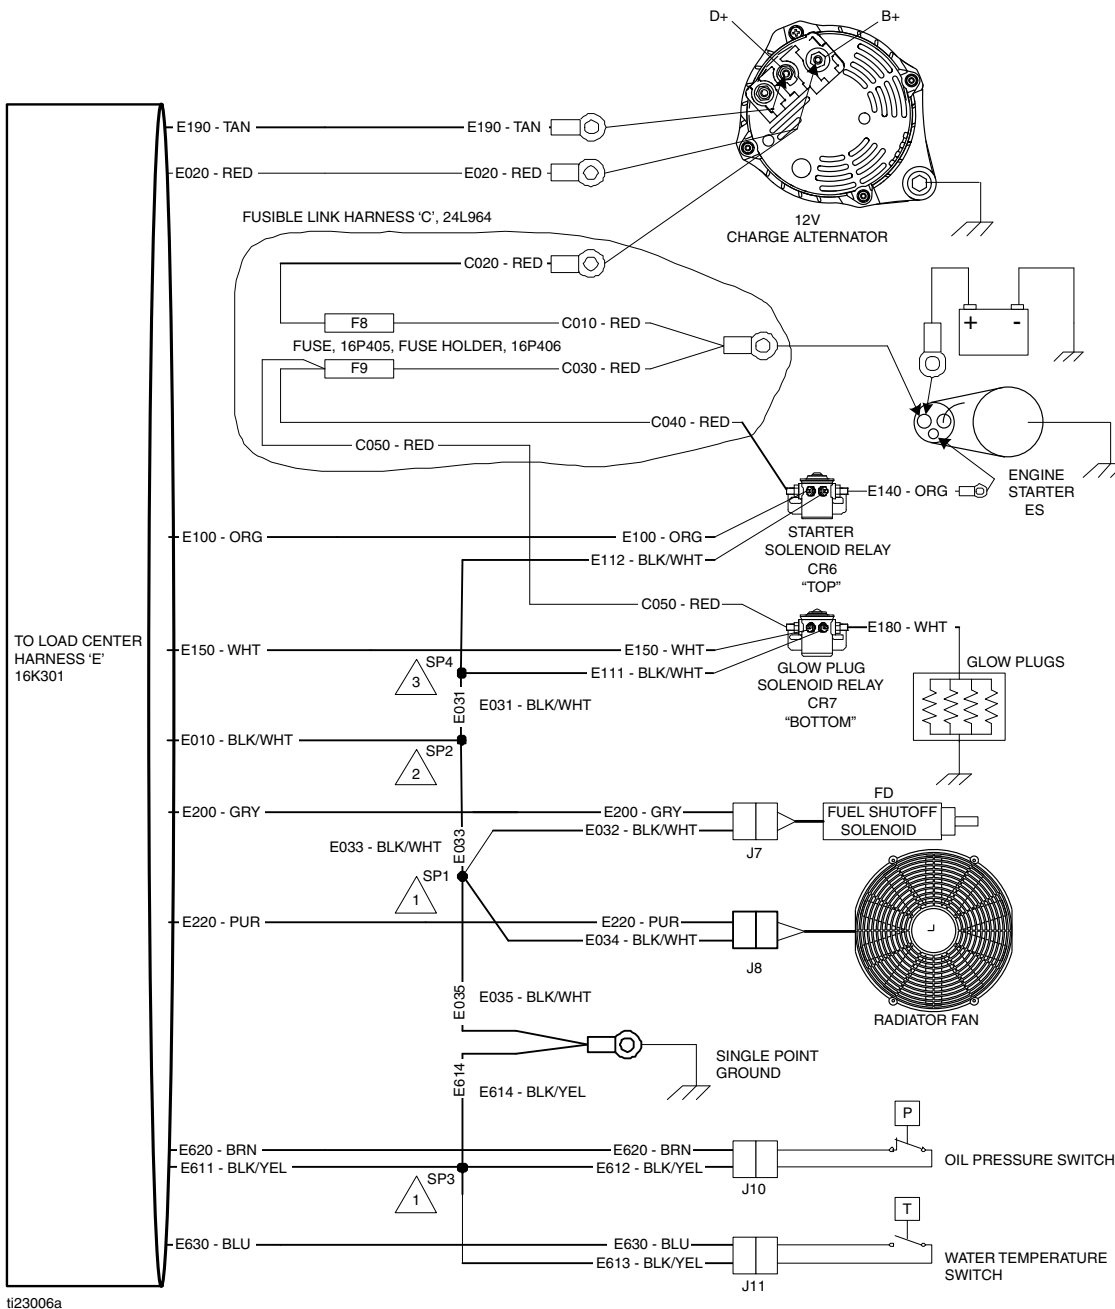 D+
B+
E190 - TAN
E190 - TAN
E020 - RED
E020 - RED
12V
CHARGE ALTERNATOR
FUSIBLE LINK HARNESS ‘C’, 24L964
C020 - RED
F8
C010 - RED
+
-
FUSE, 16P405, FUSE HOLDER, 16P406
F9
C030 - RED
C040 - RED
C050 - RED
ENGINE
STARTER
ES
E140 - ORG
E100 - ORG
E100 - ORG
STARTER
SOLENOID RELAY
CR6
“TOP”
E112 - BLK/WHT
C050 - RED
TO LOAD CENTER
HARNESS ‘E’
16K301
E150 - WHT
E150 - WHT
E180 - WHT
SP4
3
E111 - BLK/WHT
GLOW PLUG
SOLENOID RELAY
CR7
“BOTTOM”
GLOW PLUGS
E031
E031 - BLK/WHT
E010 - BLK/WHT
SP2
2
E200 - GRY
E200 - GRY
FD
FUEL SHUTOFF
SOLENOID
E032 - BLK/WHT
J7
E033 - BLK/WHT
E033
SP1
1
E220 - PUR
E220 - PUR
E034 - BLK/WHT
J8
RADIATOR FAN
E035
E035 - BLK/WHT
SINGLE POINT
GROUND
E614
E614 - BLK/YEL
P
E620 - BRN
E620 - BRN
E611 - BLK/YEL
E612 - BLK/YEL
OIL PRESSURE SWITCH
SP3
1
J10
T
E630 - BLU
E630 - BLU
E613 - BLK/YEL
WATER TEMPERATURE
SWITCH
J11
ti23006a